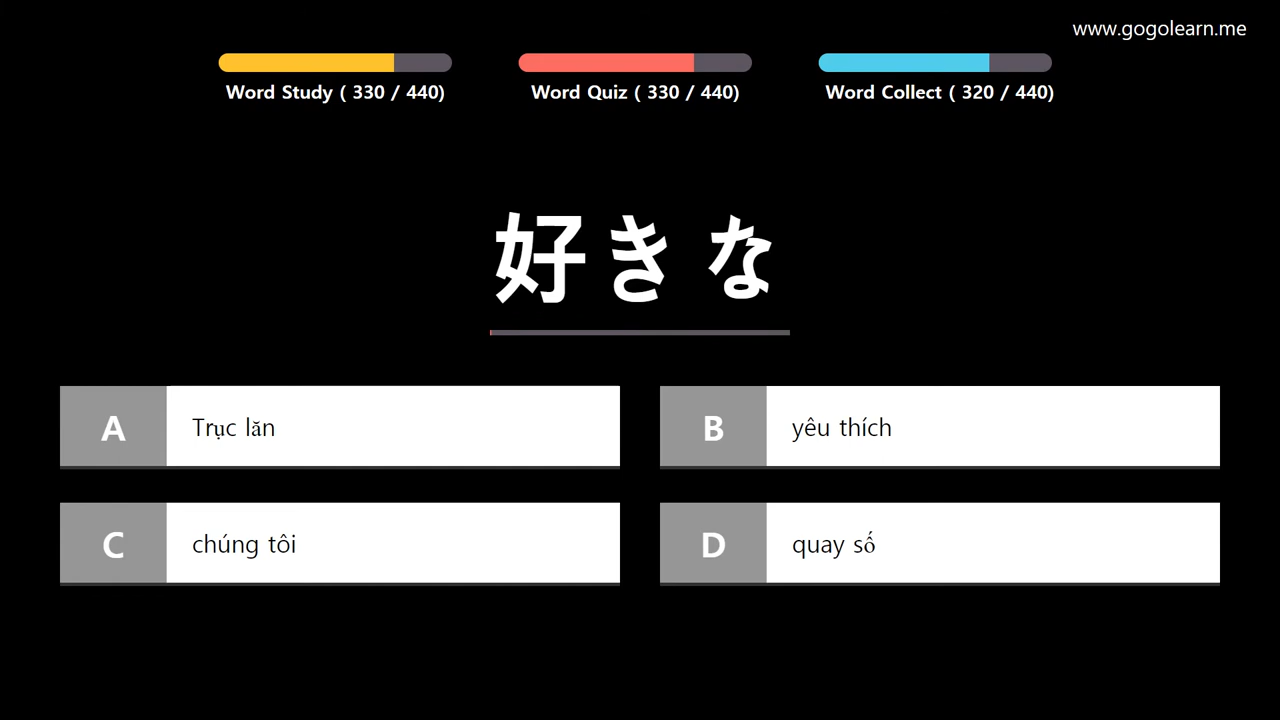 www.gogolearn.me
Word Study ( 330 / 440)
Word Quiz ( 330 / 440)
Word Collect ( 320 / 440)
好きな
A
Trục lăn
B
yêu thích
C
chúng tôi
D
quay số